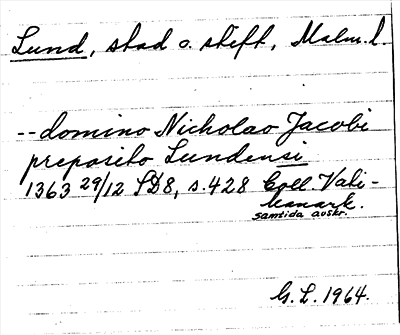 Lund, stad o. stift, Malm. l.
-- domino Nicholao Jacobi
preposito Lundensi
1363 29/12 SD8, s. 428 Coll. Vati-
kanark.
samtida avskr.
G. L. 1964.